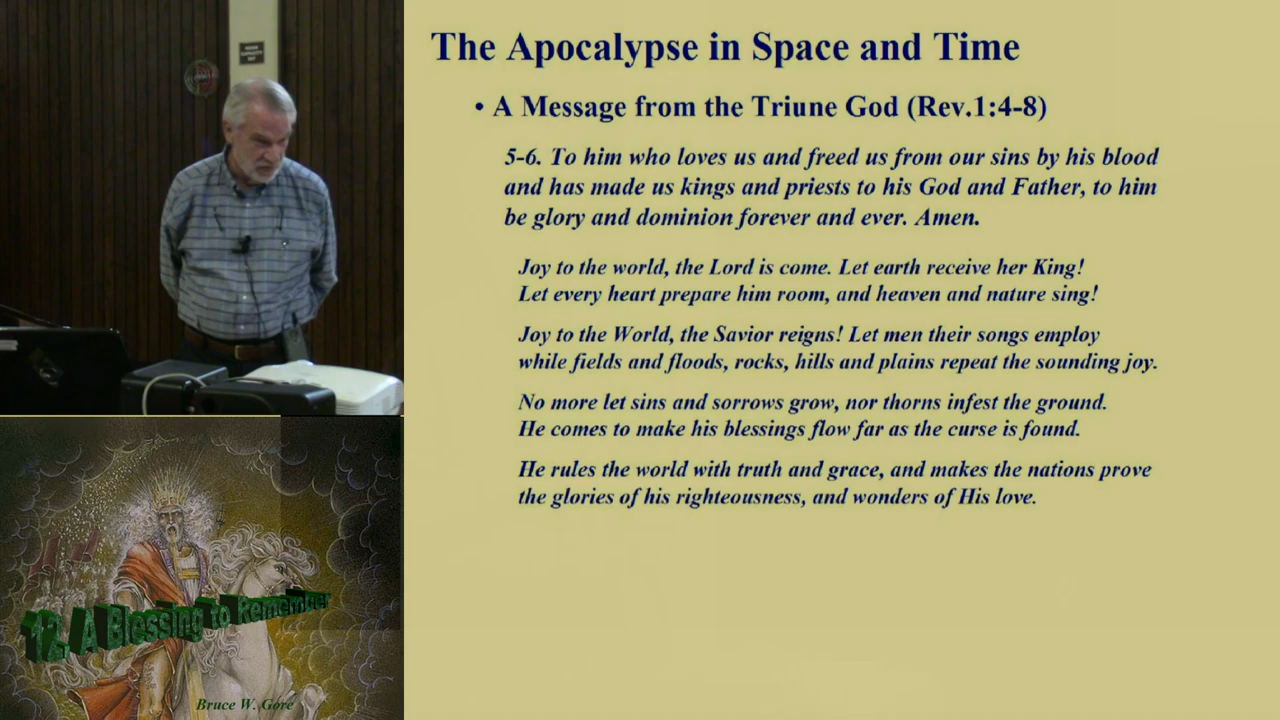 The Apocalypse in Space and Time
• A Message from the Triune God (Rev.1:4-8)
5-6. To him who loves us and freed us from our sins by his blood
and has made us kings and priests to his God and Father, to him
be glory and dominion forever and ever. Amen.
Joy to the world, the Lord is come. Let earth receive her King!
Let every heart prepare him room, and heaven and nature sing!
Joy to the World, the Savior reigns! Let men their songs employ
while fields and floods, rocks, hills and plains repeat the sounding joy.
No more let sins and sorrows grow, nor thorns infest the ground.
He comes to make his blessings flow far as the curse is found.
He rules the world with truth and grace, and makes the nations prove
the glories of his righteousness, and wonders of His love.
12. A Blessing to Remember
Bruce W. Gore